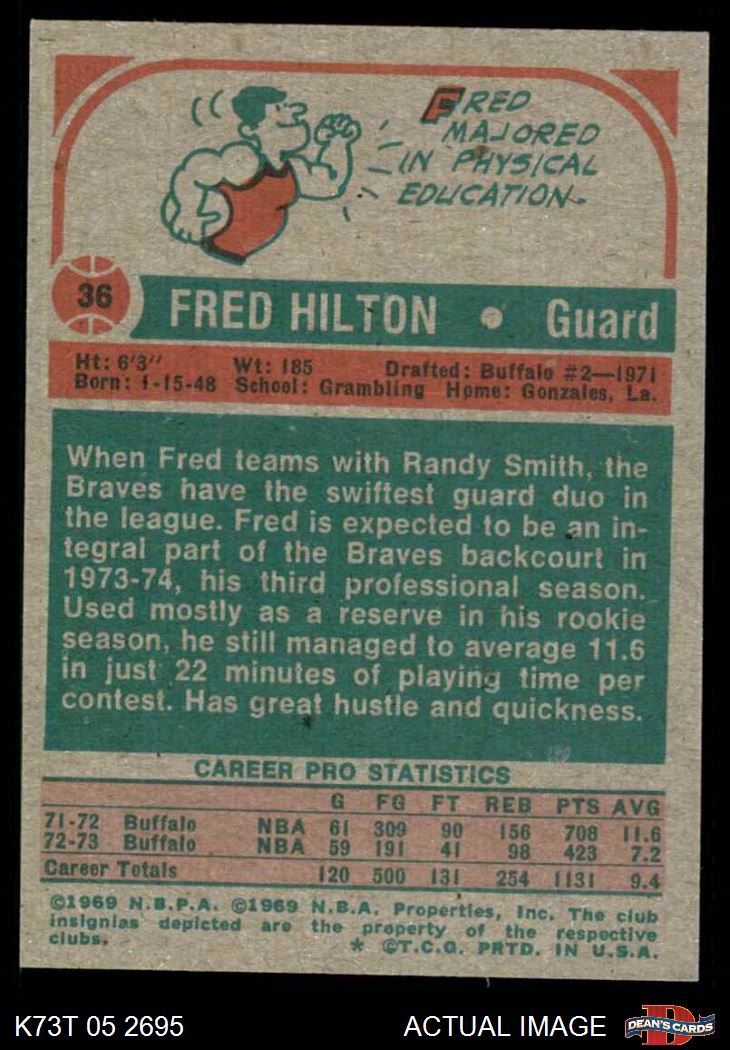 FRED
MAJORED
IN PHYSICAL
EDUCATION.
36 FRED HILTON • Guard
Ht: 6'3" Wt: 185 Drafted: Buffalo #2—1971
Born: 1-15-48 School: Grambling Home: Gonzales, La.
When Fred teams with Randy Smith, the
Braves have the swiftest guard duo in
the league. Fred is expected to be an in-
tegral part of the Braves backcourt in
1973-74, his third professional season.
Used mostly as a reserve in his rookie
season, he still managed to average 11.6
in just 22 minutes of playing time per
contest. Has great hustle and quickness.
CAREER PRO STATISTICS
G FG FT REB PTS AVG
71-72 Buffalo NBA 61 309 90 156 708 11.6
72-73 Buffalo NBA 59 191 41 98 423 7.2
Career Totals 120 500 131 254 1131 9.4
©1969 N.B.P.A. ©1969 N.B.A. Properties, Inc. The club
insignias depicted are the property of the respective
clubs. * ©T.C.G. PRTD. IN U.S.A.
K73T 05 2695 ACTUAL IMAGE D DEAN'S CARDS